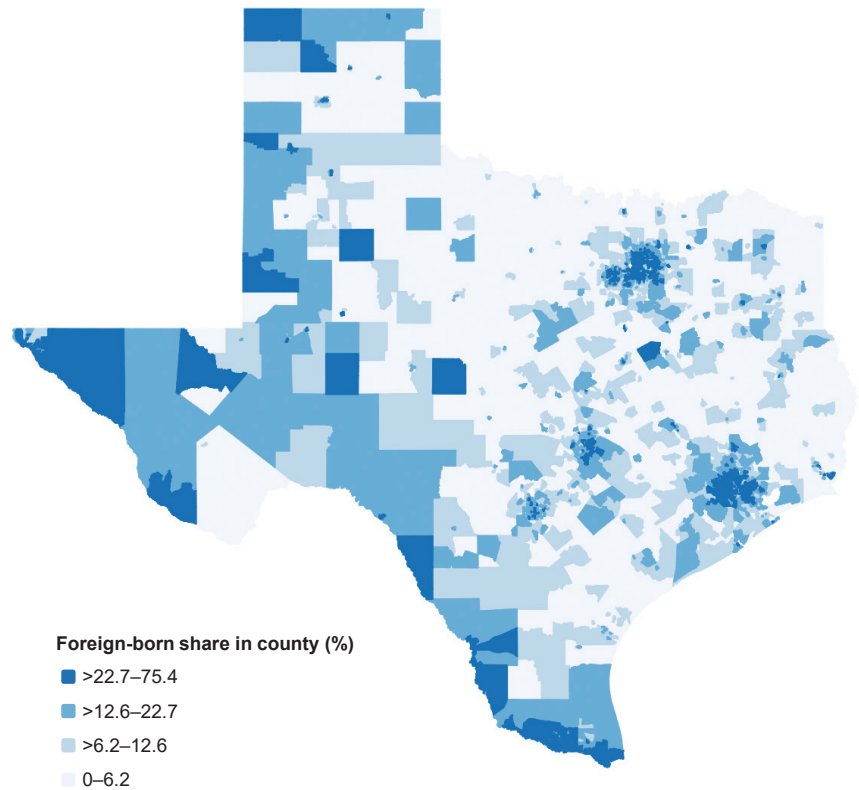 Foreign-born share in county (%)
>22.7–75.4
>12.6–22.7
>6.2–12.6
0–6.2